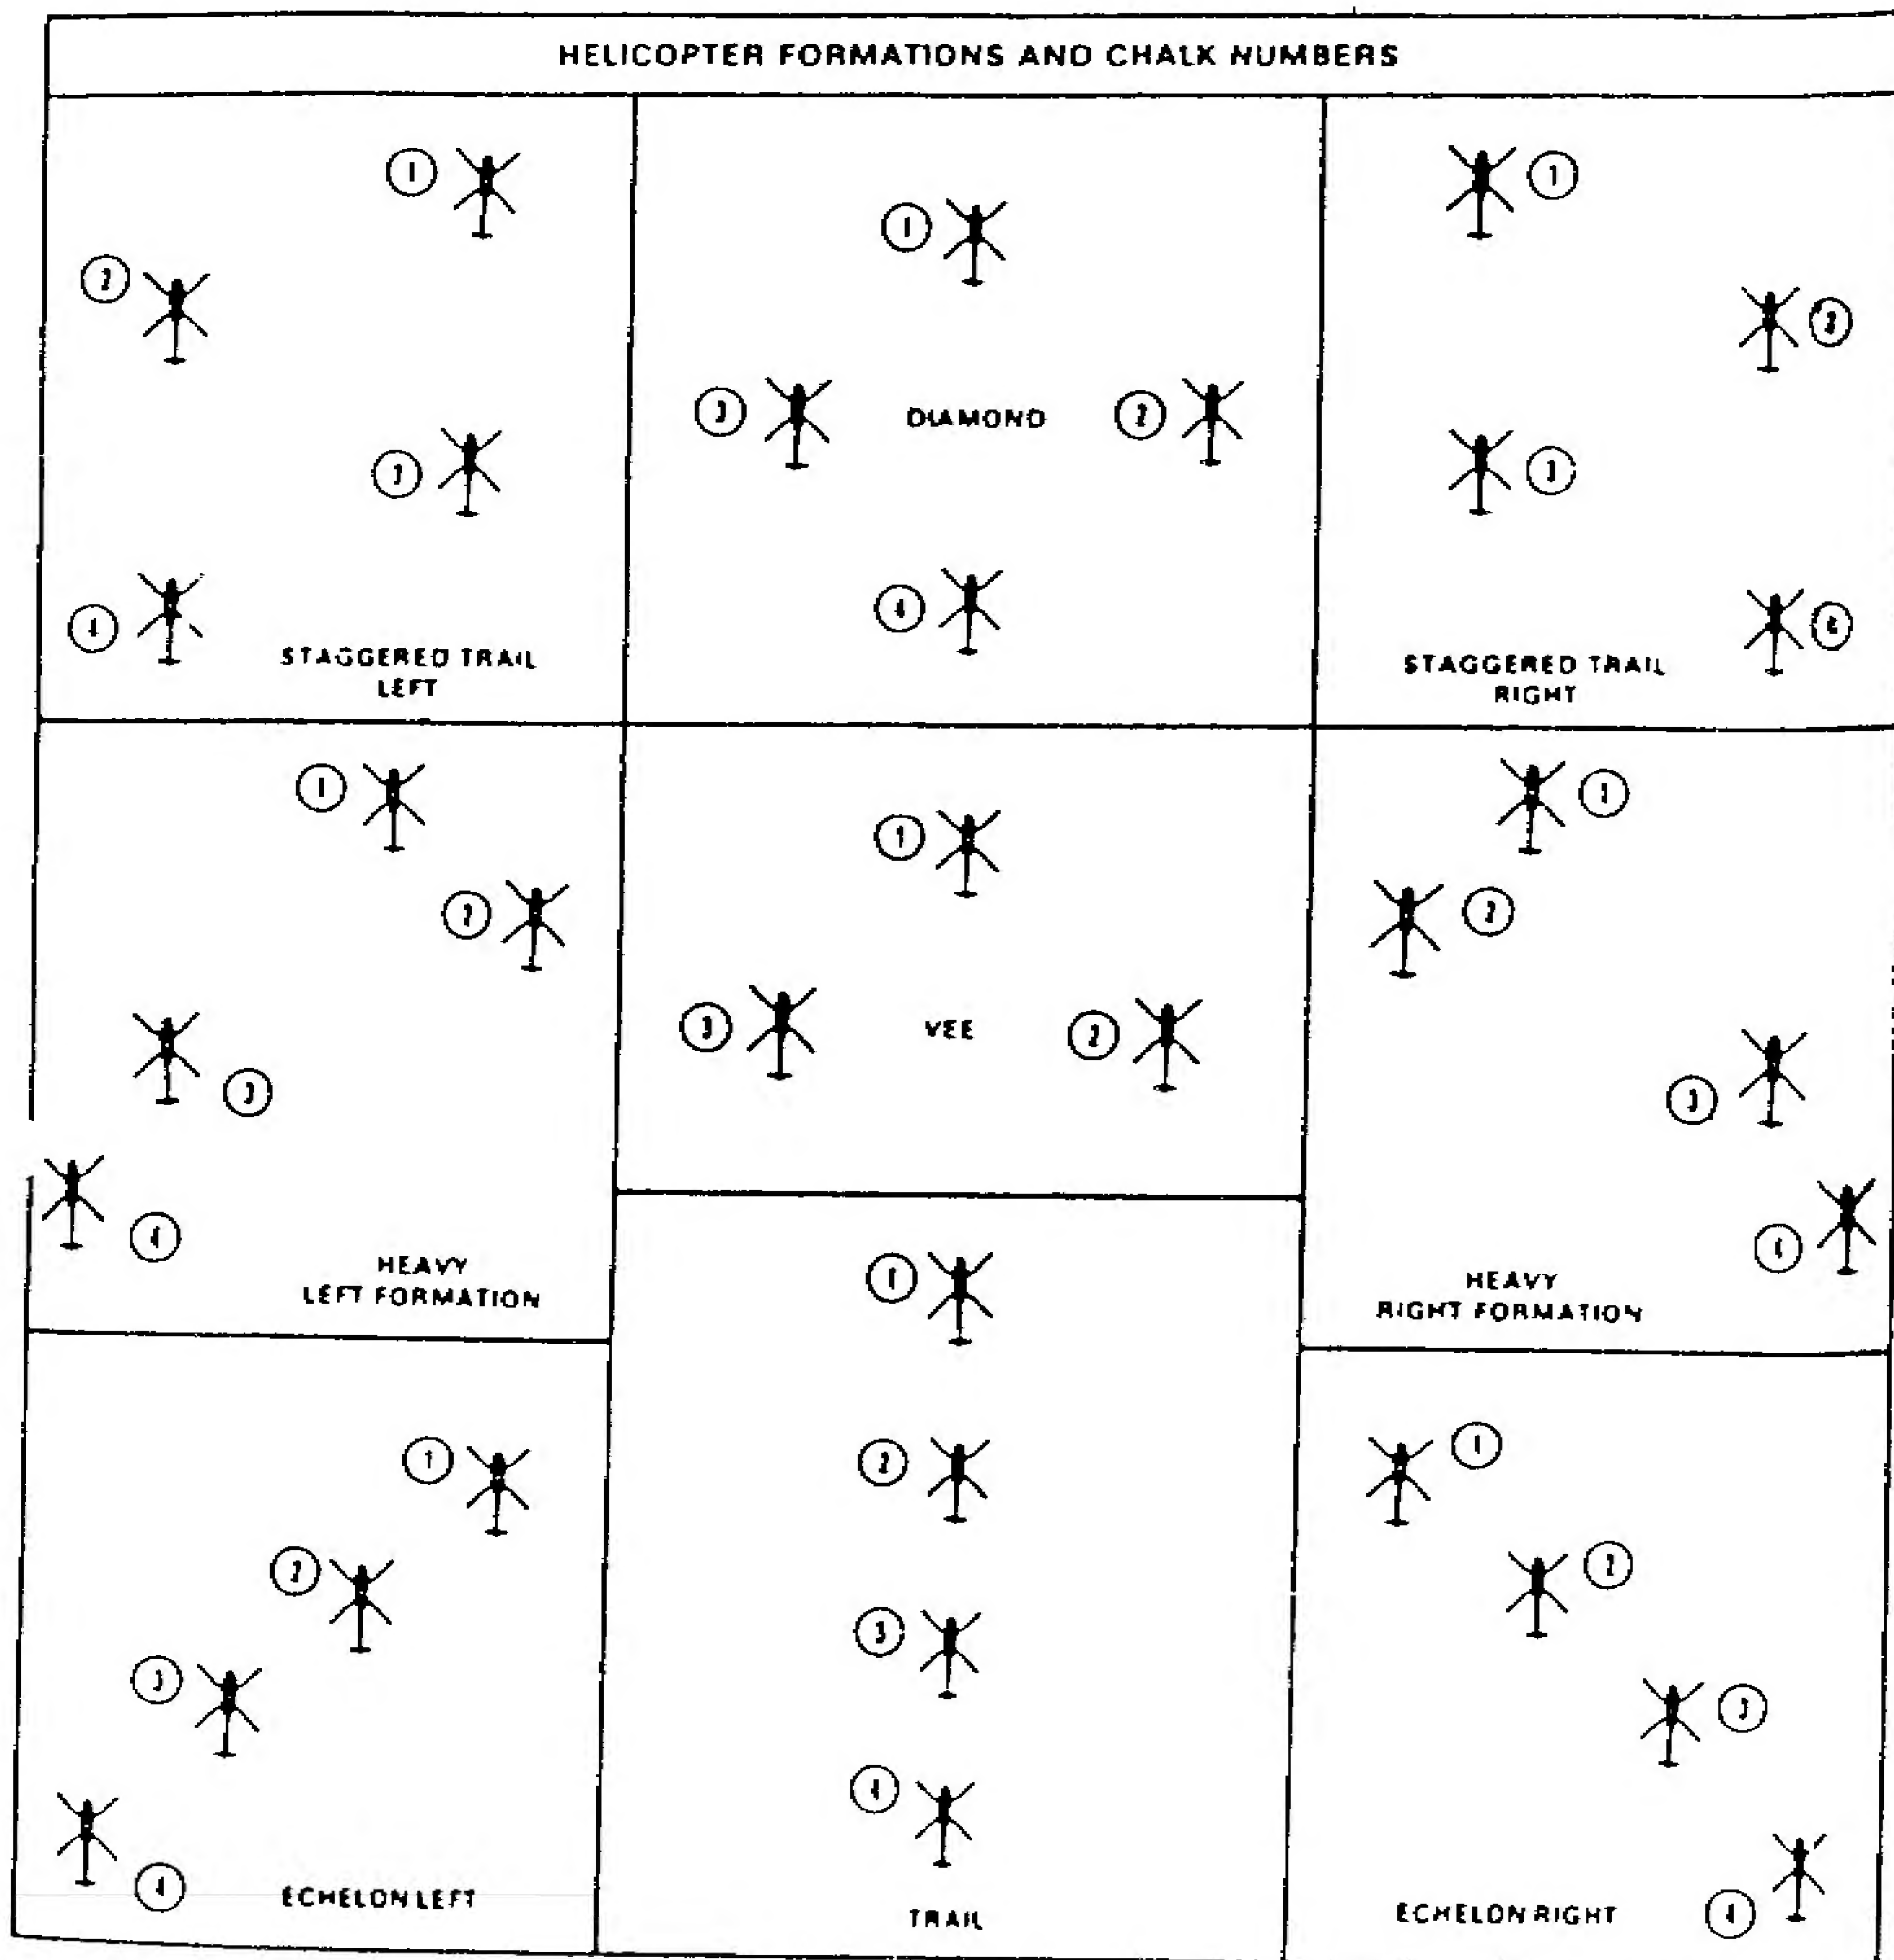 HELICOPTER FORMATIONS AND CHALK NUMBERS
1
2
3
4
STAGGERED TRAIL
LEFT
1
3
DIAMOND
2
4
1
2
3
4
STAGGERED TRAIL
RIGHT
1
2
3
4
HEAVY
LEFT FORMATION
1
3
VEE
2
1
2
3
4
HEAVY
RIGHT FORMATION
1
2
3
4
ECHELON LEFT
1
2
3
4
TRAIL
1
2
3
4
ECHELON RIGHT